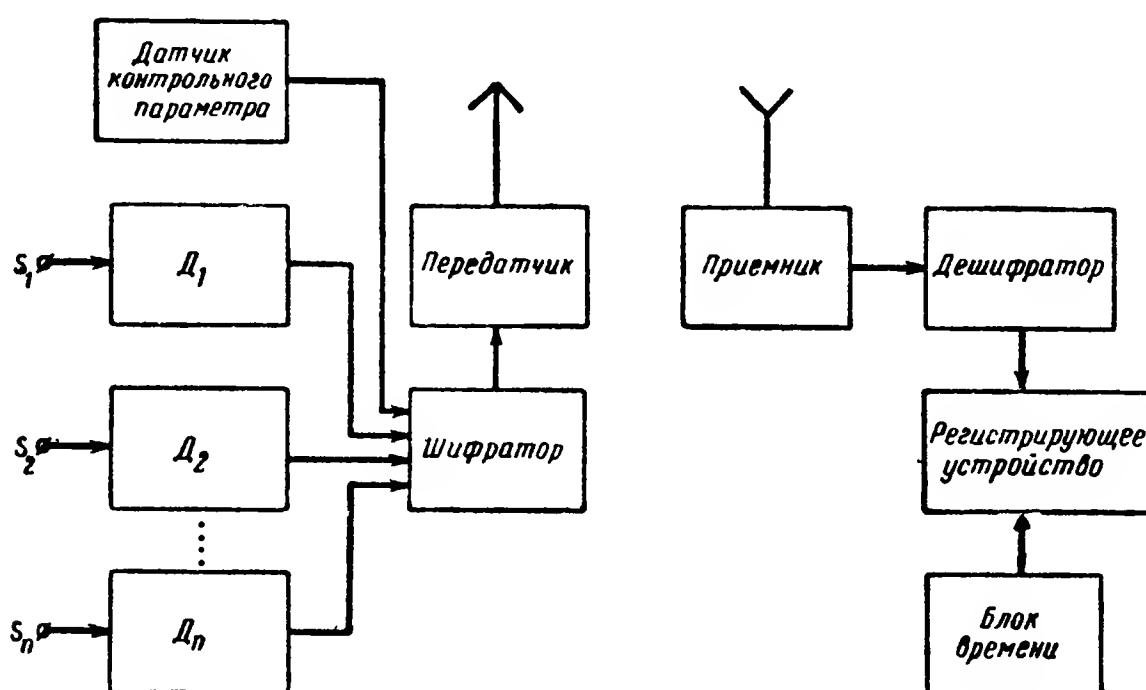 Датчик
контрольного
параметра
S₁
Д₁
Передатчик
Приемник
Дешифратор
S₂
Д₂
Шифратор
Регистрирующее
устройство
Sₙ
Дₙ
Блок
времени